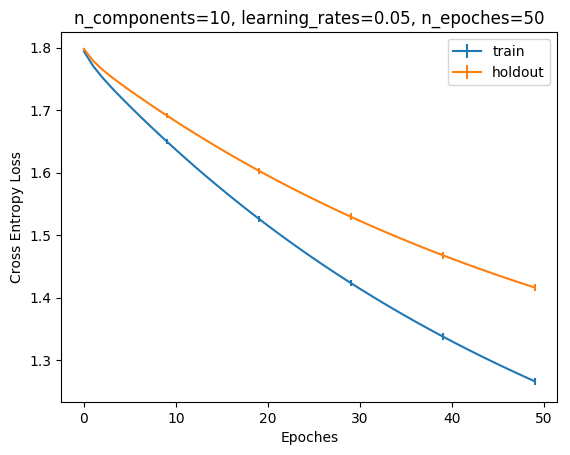 n_components=10, learning_rates=0.05, n_epoches=50
train
holdout
Cross Entropy Loss
1.8
1.7
1.6
1.5
1.4
1.3
0 10 20 30 40 50
Epoches